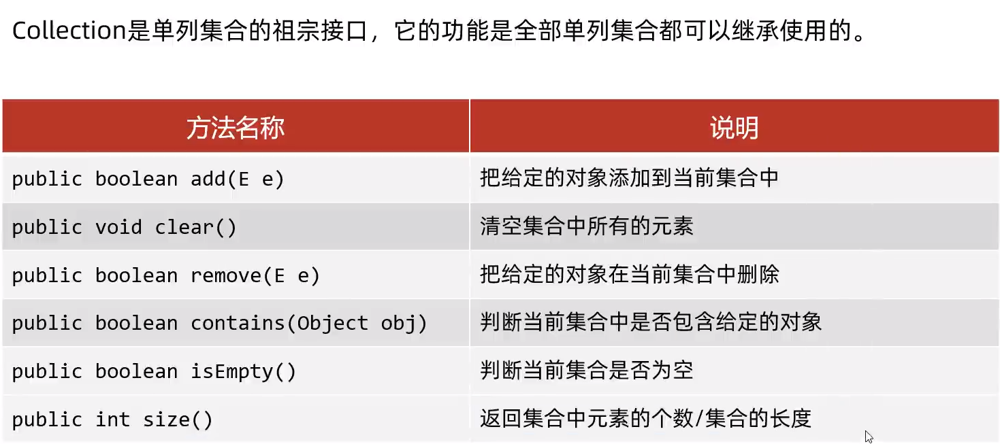 Collection是单列集合的祖宗接口，它的功能是全部单列集合都可以继承使用的。
方法名称 说明
public boolean add(E e) 把给定的对象添加到当前集合中
public void clear() 清空集合中所有的元素
public boolean remove(E e) 把给定的对象在当前集合中删除
public boolean contains(Object obj) 判断当前集合中是否包含给定的对象
public boolean isEmpty() 判断当前集合是否为空
public int size() 返回集合中元素的个数/集合的长度